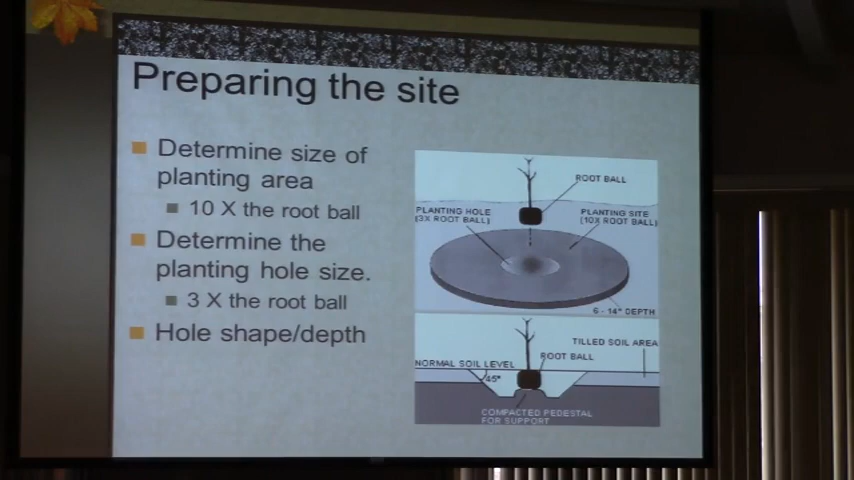 Preparing the site
Determine size of
planting area
10 X the root ball
Determine the
planting hole size.
3 X the root ball
Hole shape/depth
ROOT BALL
PLANTING HOLE
(3X ROOT BALL)
PLANTING SITE
(10X ROOT BALL)
6 - 14" DEPTH
TILLED SOIL AREA
NORMAL SOIL LEVEL
ROOT BALL
45°
COMPACTED PEDESTAL
FOR SUPPORT